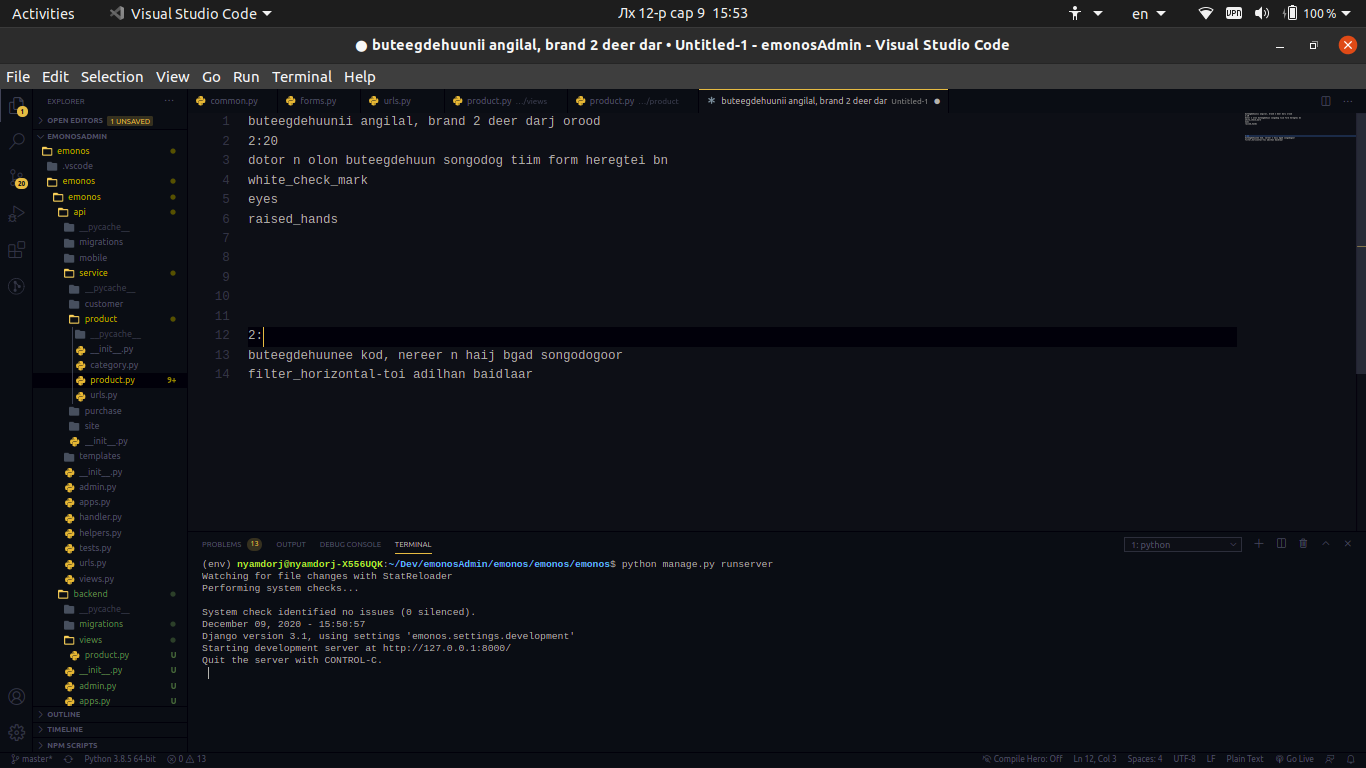 Activities
Visual Studio Code
Лх 12-р сар 9 15:53
en
VPN
100 %
● buteegdehuunii angilal, brand 2 deer dar • Untitled-1 - emonosAdmin - Visual Studio Code
File Edit Selection View Go Run Terminal Help
1
20
EXPLORER
OPEN EDITORS 1 UNSAVED
EMONOSADMIN
emonos
.vscode
emonos
emonos
api
__pycache__
migrations
mobile
service
__pycache__
customer
product
__pycache__
__init__.py
category.py
product.py 9+
urls.py
purchase
site
__init__.py
templates
__init__.py
admin.py
apps.py
handler.py
helpers.py
tests.py
urls.py
views.py
backend
__pycache__
migrations
views
product.py U
__init__.py U
admin.py U
apps.py U
OUTLINE
TIMELINE
NPM SCRIPTS
common.py
forms.py
urls.py
product.py .../views
product.py .../product
buteegdehuunii angilal, brand 2 deer dar Untitled-1
1 buteegdehuunii angilal, brand 2 deer darj orood
2 2:20
3 dotor n olon buteegdehuun songodog tiim form heregtei bn
4 white_check_mark
5 eyes
6 raised_hands
7
8
9
10
11
12 2:
13 buteegdehuunee kod, nereer n haij bgad songodogoor
14 filter_horizontal-toi adilhan baidlaar
PROBLEMS 13 OUTPUT DEBUG CONSOLE TERMINAL
1: python
(env) nyamdorj@nyamdorj-X556UQK:~/Dev/emonosAdmin/emonos/emonos/emonos$ python manage.py runserver
Watching for file changes with StatReloader
Performing system checks...
System check identified no issues (0 silenced).
December 09, 2020 - 15:50:57
Django version 3.1, using settings 'emonos.settings.development'
Starting development server at http://127.0.0.1:8000/
Quit the server with CONTROL-C.
master* Python 3.8.5 64-bit 0 13
Compile Hero: Off Ln 12, Col 3 Spaces: 4 UTF-8 LF Plain Text Go Live